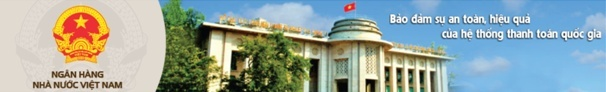 NGÂN HÀNG
NHÀ NƯỚC VIỆT NAM
Bảo đảm sự an toàn, hiệu quả
của hệ thống thanh toán quốc gia